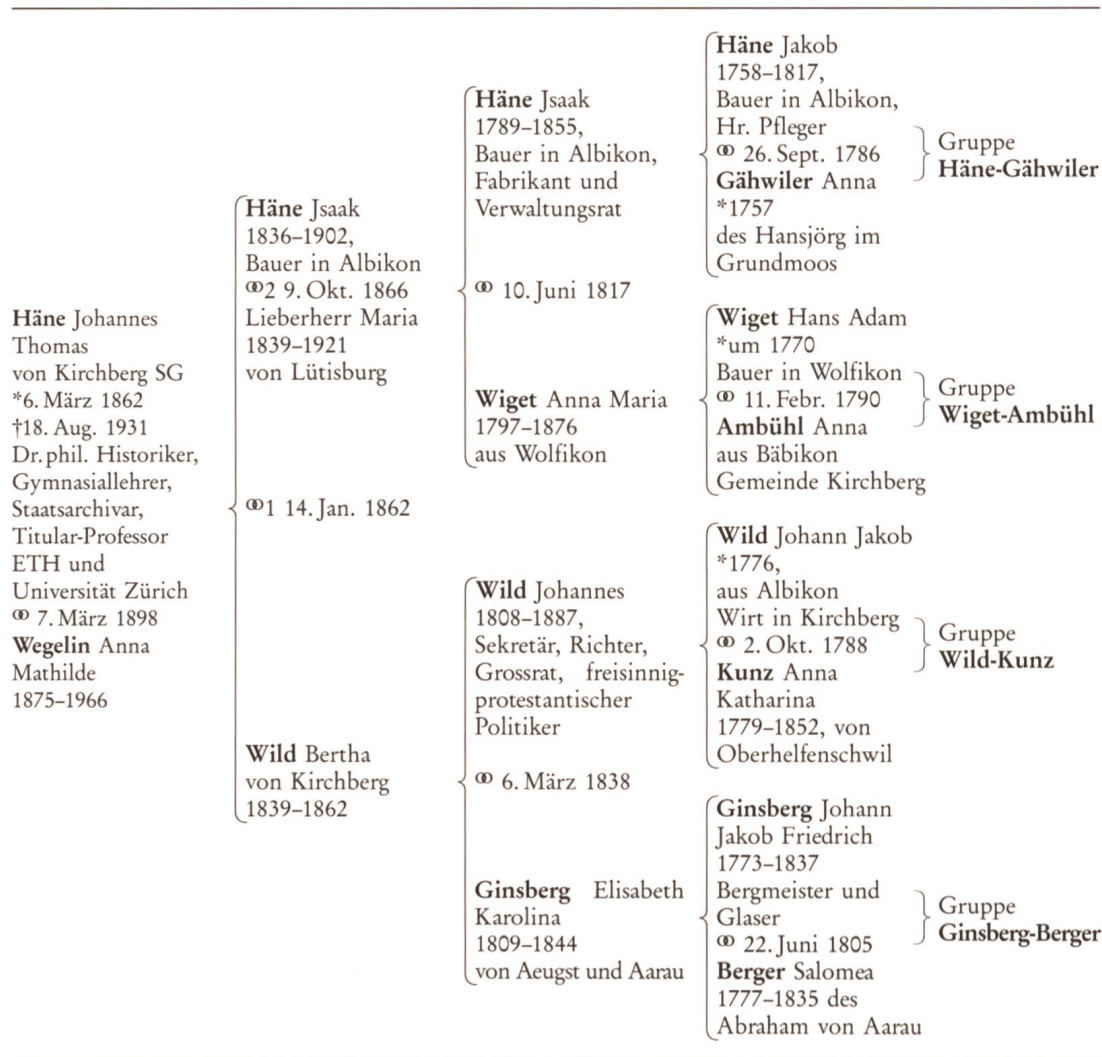 Häne Johannes
Thomas
von Kirchberg SG
*6. März 1862
†18. Aug. 1931
Dr. phil. Historiker,
Gymnasiallehrer,
Staatsarchivar,
Titular-Professor
ETH und
Universität Zürich
⚭ 7. März 1898
Wegelin Anna
Mathilde
1875–1966
Häne Jsaak
1836–1902,
Bauer in Albikon
⚭2 9. Okt. 1866
Lieberherr Maria
1839–1921
von Lütisburg
⚭1 14. Jan. 1862
Wild Bertha
von Kirchberg
1839–1862
Häne Jsaak
1789–1855,
Bauer in Albikon,
Fabrikant und
Verwaltungsrat
⚭ 10. Juni 1817
Wiget Anna Maria
1797–1876
aus Wolfikon
Wild Johannes
1808–1887,
Sekretär, Richter,
Grossrat, freisinnig-
protestantischer
Politiker
⚭ 6. März 1838
Ginsberg Elisabeth
Karolina
1809–1844
von Aeugst und Aarau
Häne Jakob
1758–1817,
Bauer in Albikon,
Hr. Pfleger
⚭ 26. Sept. 1786
Gähwiler Anna
*1757
des Hansjörg im
Grundmoos
Wiget Hans Adam
*um 1770
Bauer in Wolfikon
⚭ 11. Febr. 1790
Ambühl Anna
aus Bäbikon
Gemeinde Kirchberg
Wild Johann Jakob
*1776,
aus Albikon
Wirt in Kirchberg
⚭ 2. Okt. 1788
Kunz Anna
Katharina
1779–1852, von
Oberhelfenschwil
Ginsberg Johann
Jakob Friedrich
1773–1837
Bergmeister und
Glaser
⚭ 22. Juni 1805
Berger Salomea
1777–1835 des
Abraham von Aarau
Gruppe
Häne-Gähwiler
Gruppe
Wiget-Ambühl
Gruppe
Wild-Kunz
Gruppe
Ginsberg-Berger